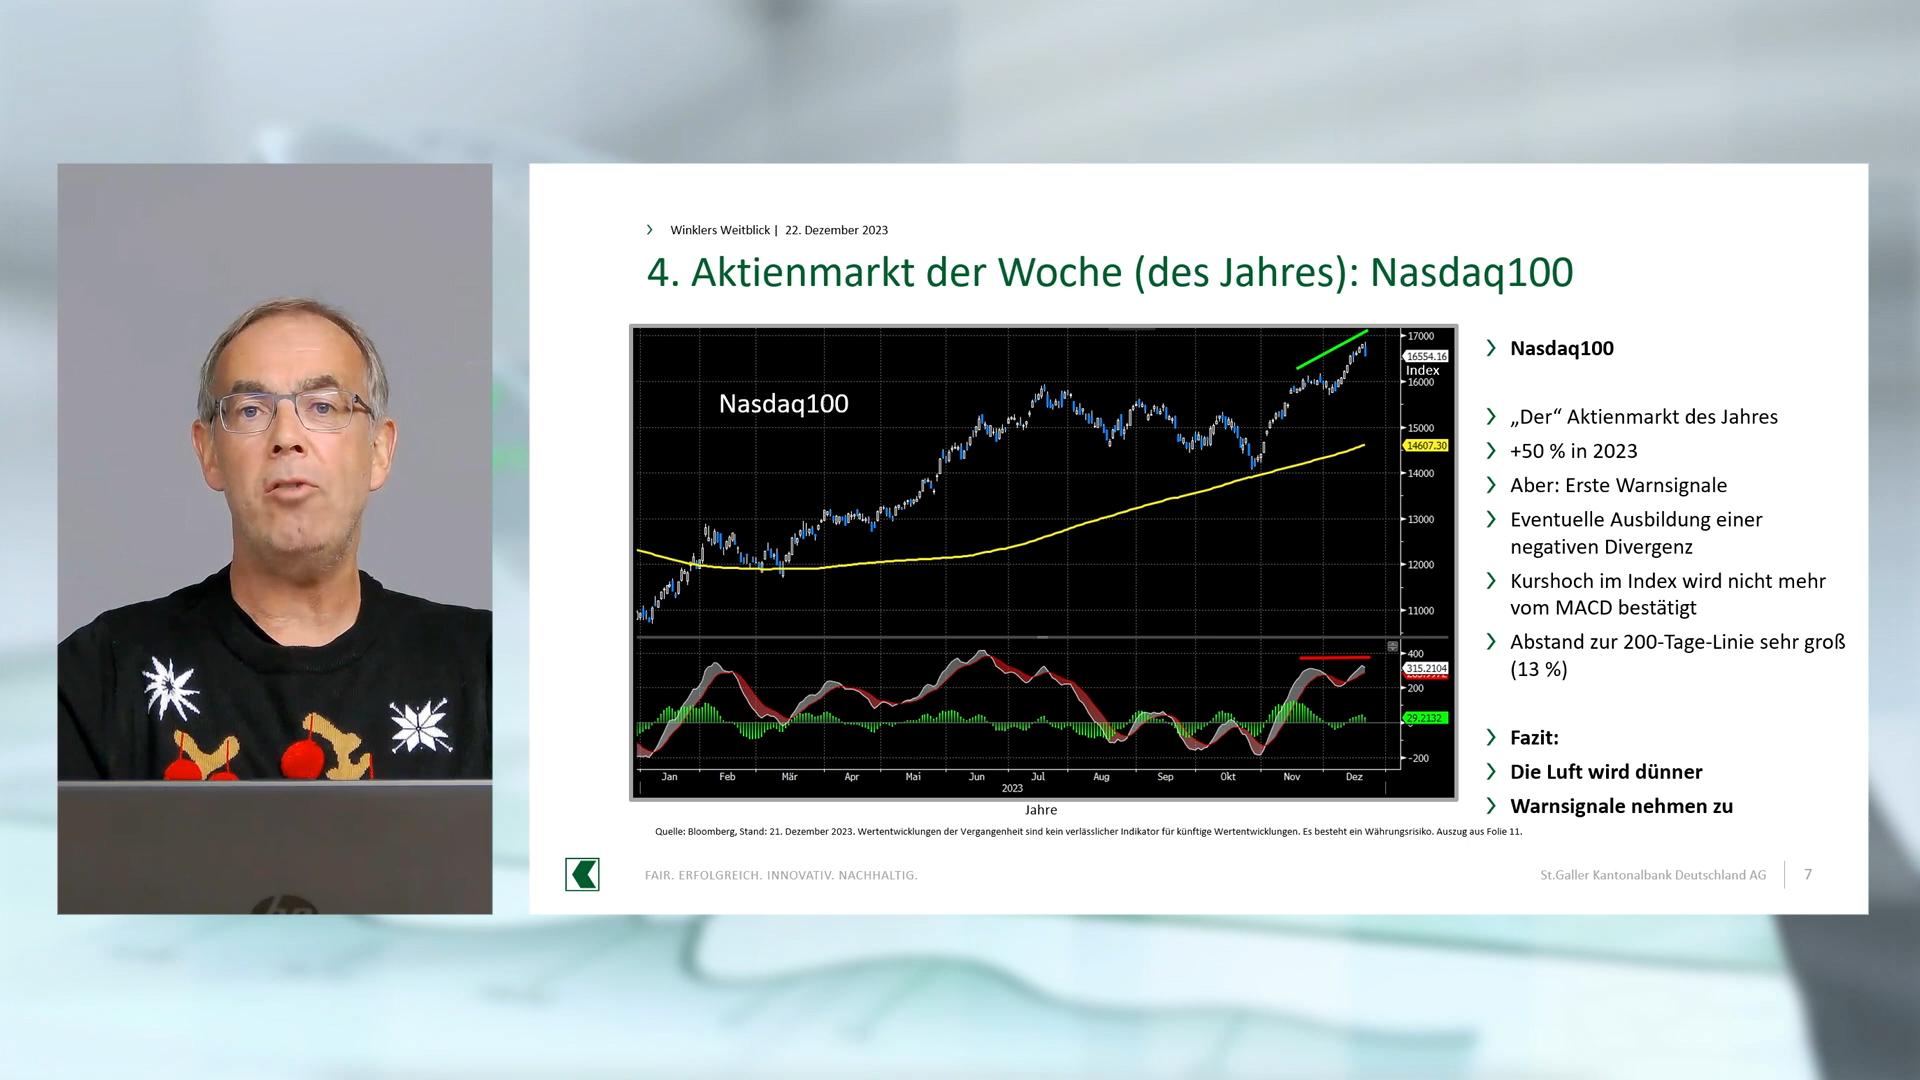 Winklers Weitblick | 22. Dezember 2023
4. Aktienmarkt der Woche (des Jahres): Nasdaq100
Nasdaq100
17000
16554.16
Index
16000
15000
14607.30
14000
13000
12000
11000
400
315.2104
200
29.2132
-200
Jan Feb Mär Apr Mai Jun Jul Aug Sep Okt Nov Dez
2023
Jahre
Nasdaq100
„Der“ Aktienmarkt des Jahres
+50 % in 2023
Aber: Erste Warnsignale
Eventuelle Ausbildung einer
negativen Divergenz
Kurshoch im Index wird nicht mehr
vom MACD bestätigt
Abstand zur 200-Tage-Linie sehr groß
(13 %)
Fazit:
Die Luft wird dünner
Warnsignale nehmen zu
Quelle: Bloomberg, Stand: 21. Dezember 2023. Wertentwicklungen der Vergangenheit sind kein verlässlicher Indikator für künftige Wertentwicklungen. Es besteht ein Währungsrisiko. Auszug aus Folie 11.
FAIR. ERFOLGREICH. INNOVATIV. NACHHALTIG.
St.Galler Kantonalbank Deutschland AG 7
hp